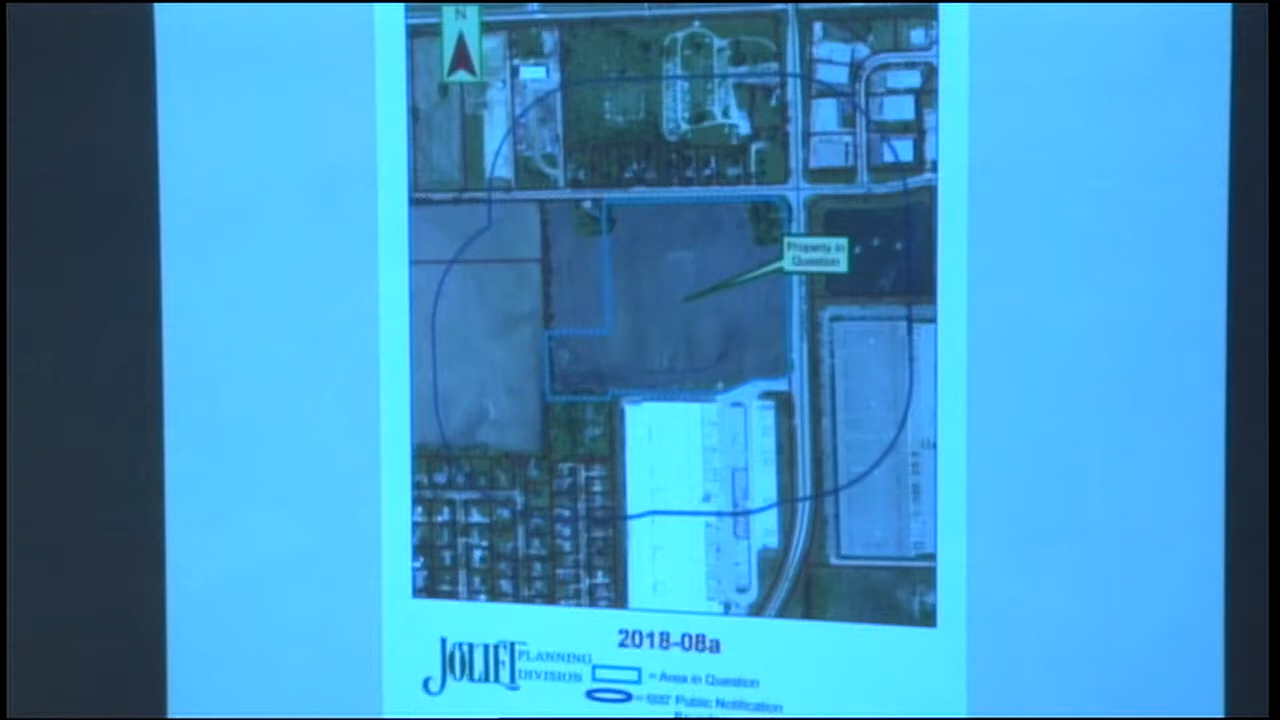 N
Property in
Question
2018-08a
JOLIET PLANNING
DIVISION
= Area in Question
= 600' Public Notification